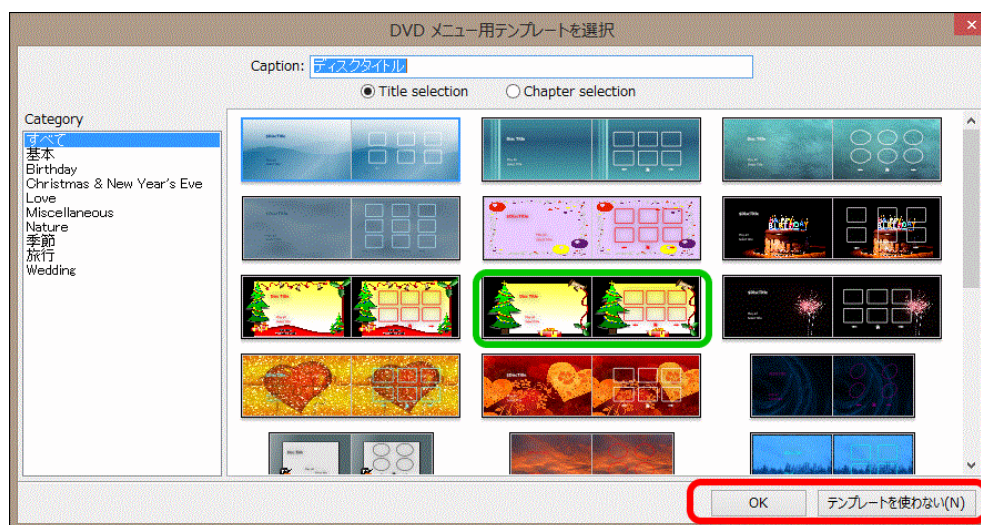 DVD メニュー用テンプレートを選択
Caption: ディスクタイトル
Title selection Chapter selection
Category
すべて
基本
Birthday
Christmas & New Year's Eve
Love
Miscellaneous
Nature
季節
旅行
Wedding
OK テンプレートを使わない(N)